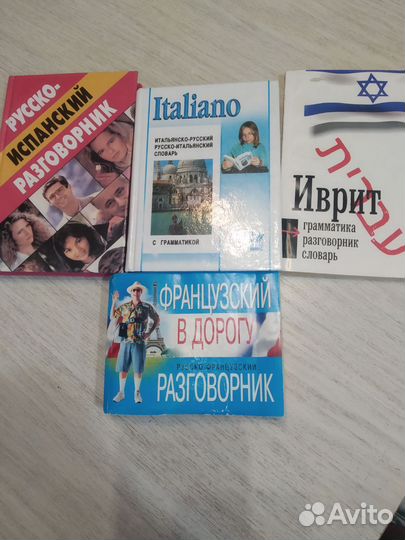 РУССКО-
ИСПАНСКИЙ
РАЗГОВОРНИК
Italiano
ИТАЛЬЯНСКО-РУССКИЙ
РУССКО-ИТАЛЬЯНСКИЙ
СЛОВАРЬ
С ГРАММАТИКОЙ
עברית
Иврит
грамматика
разговорник
словарь
ФРАНЦУЗСКИЙ
В ДОРОГУ
РУССКО-ФРАНЦУЗСКИЙ
РАЗГОВОРНИК
Avito